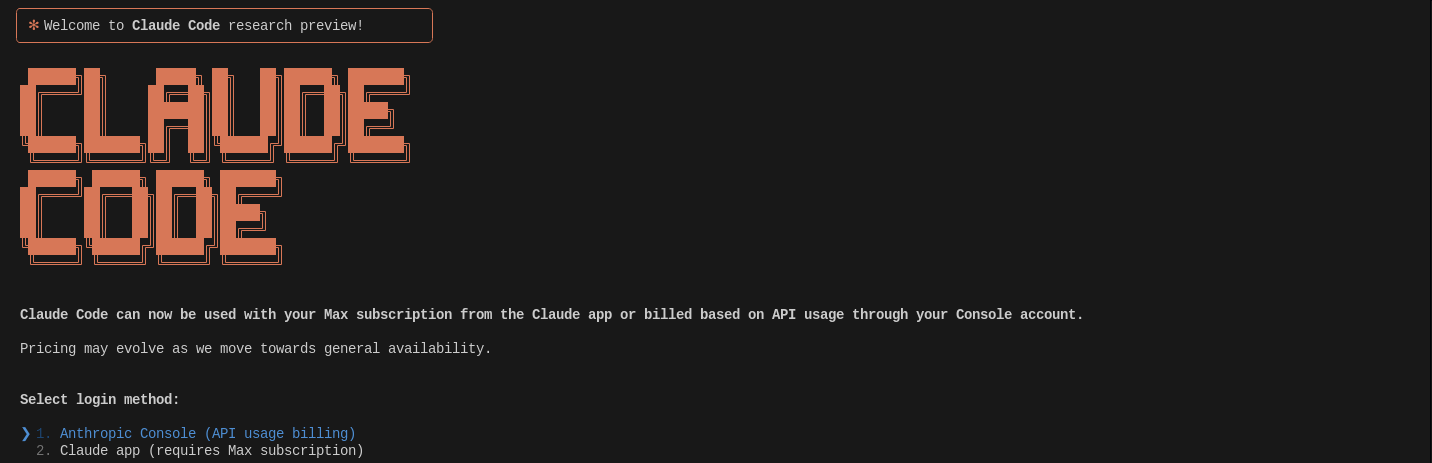 ✻ Welcome to Claude Code research preview!
CLAUDE
CODE
Claude Code can now be used with your Max subscription from the Claude app or billed based on API usage through your Console account.
Pricing may evolve as we move towards general availability.
Select login method:
❯ 1. Anthropic Console (API usage billing)
2. Claude app (requires Max subscription)